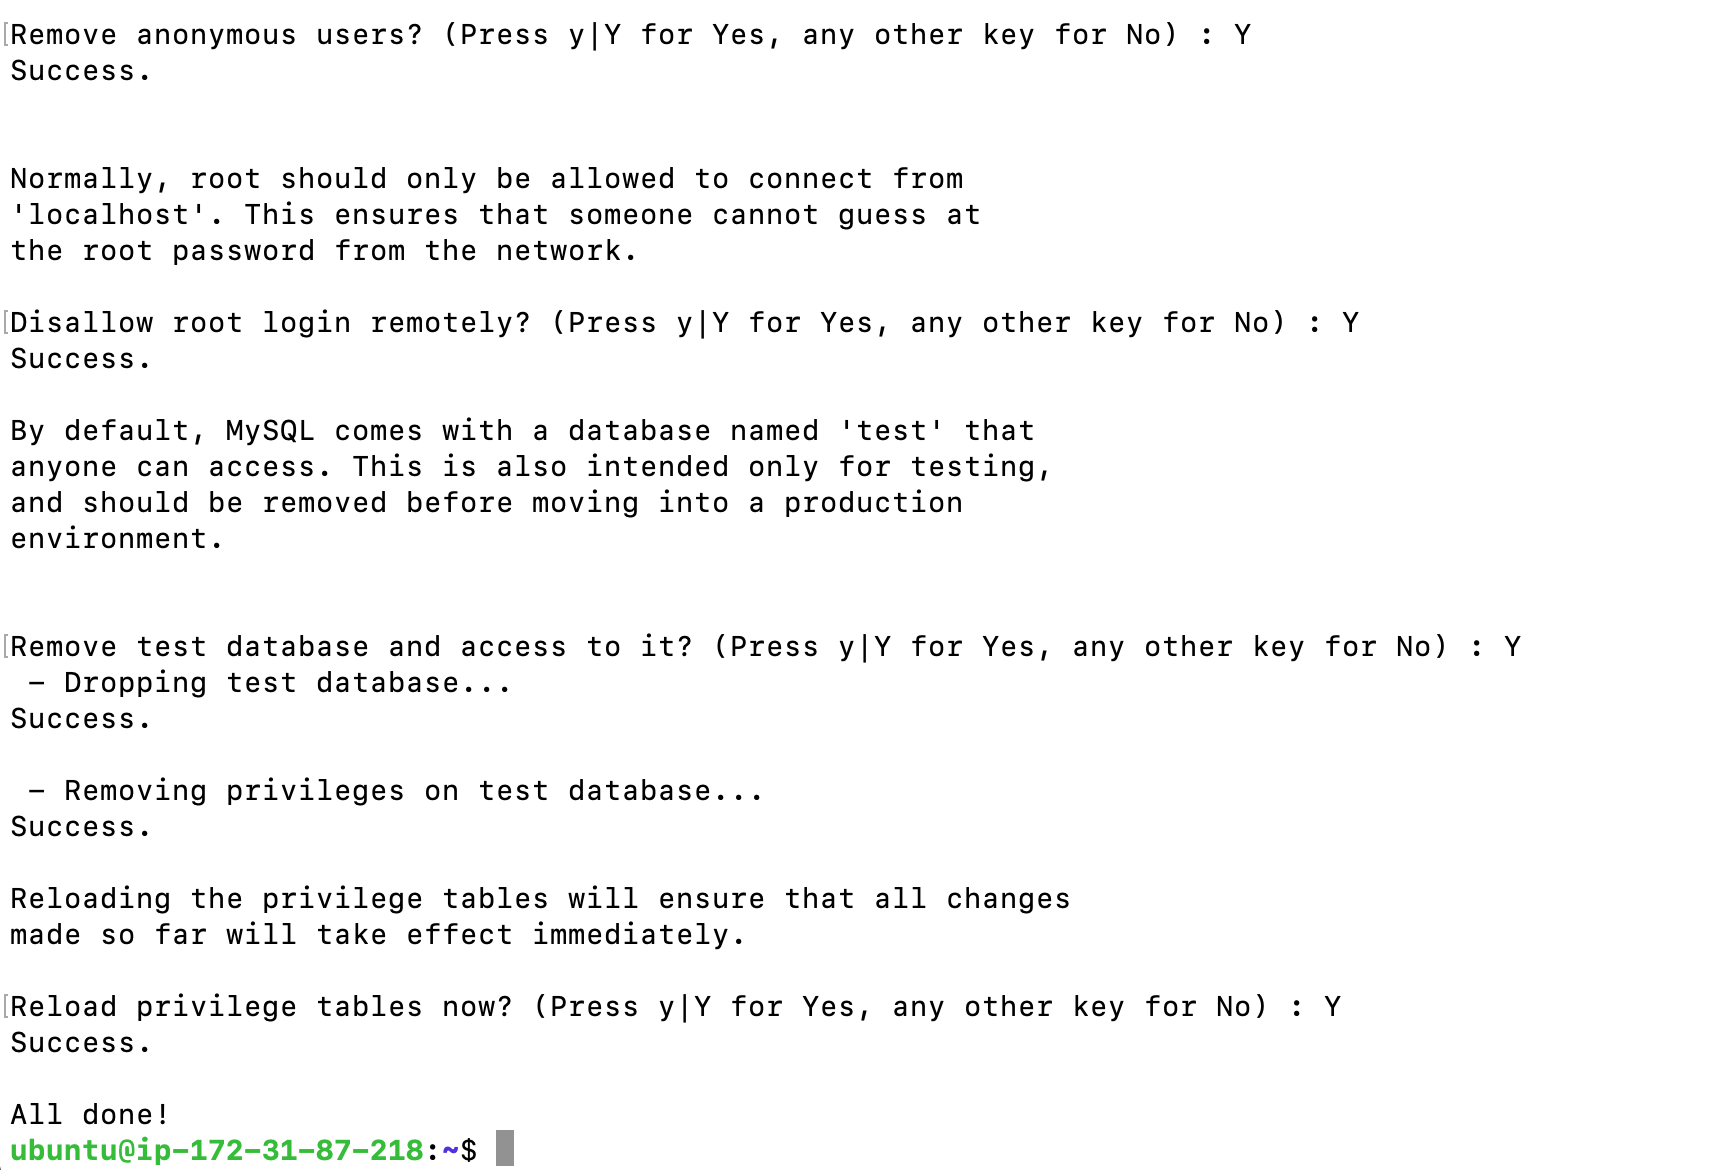 [Remove anonymous users? (Press y|Y for Yes, any other key for No) : Y
Success.
Normally, root should only be allowed to connect from
'localhost'. This ensures that someone cannot guess at
the root password from the network.
[Disallow root login remotely? (Press y|Y for Yes, any other key for No) : Y
Success.
By default, MySQL comes with a database named 'test' that
anyone can access. This is also intended only for testing,
and should be removed before moving into a production
environment.
[Remove test database and access to it? (Press y|Y for Yes, any other key for No) : Y
 - Dropping test database...
Success.
 - Removing privileges on test database...
Success.
Reloading the privilege tables will ensure that all changes
made so far will take effect immediately.
[Reload privilege tables now? (Press y|Y for Yes, any other key for No) : Y
Success.
All done!
ubuntu@ip-172-31-87-218:~$